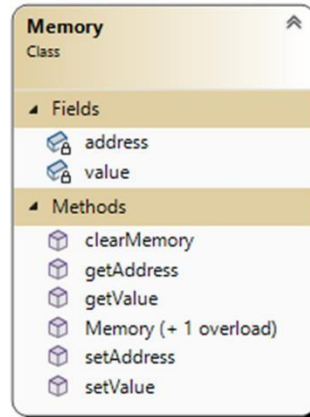 Memory
Class
Fields
address
value
Methods
clearMemory
getAddress
getValue
Memory (+ 1 overload)
setAddress
setValue